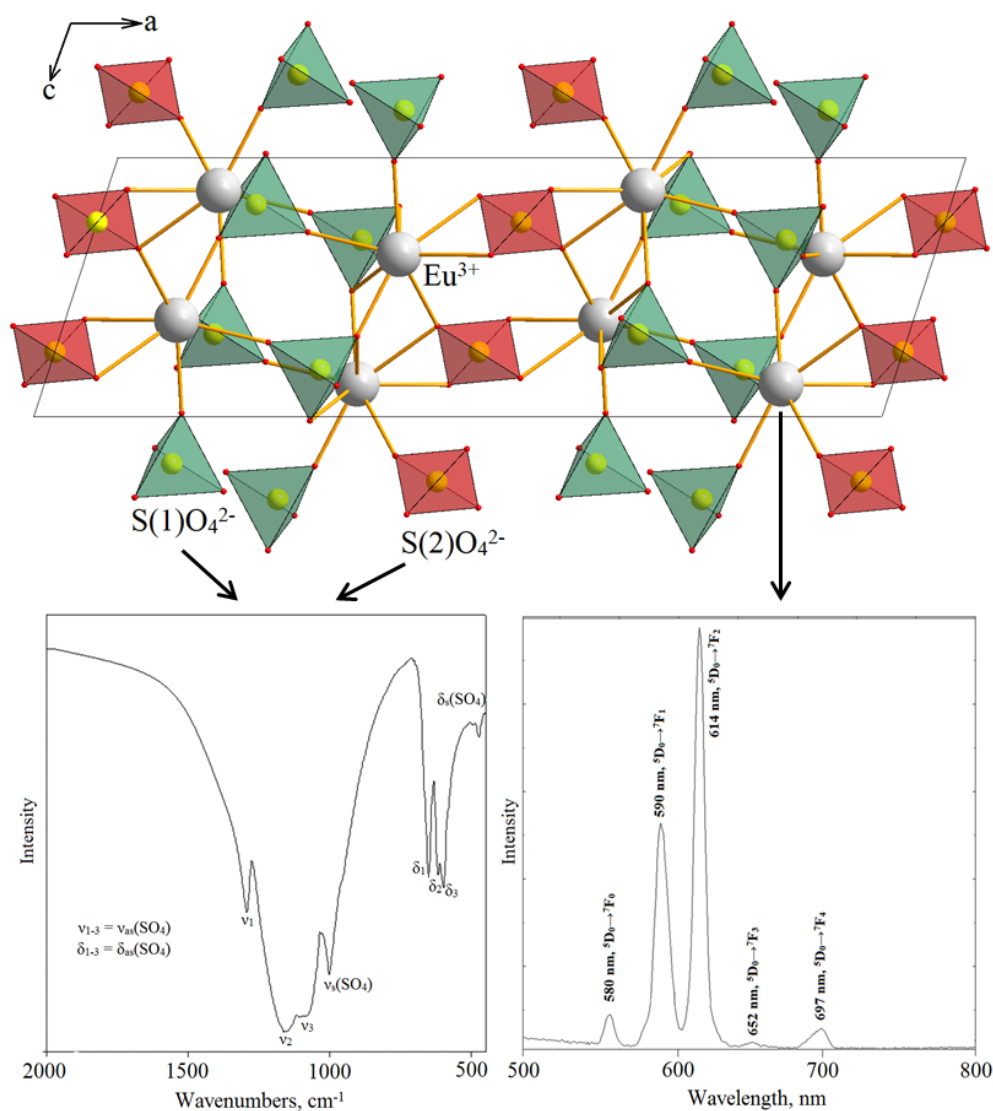 a
c
Eu³⁺
S(1)O₄²⁻
S(2)O₄²⁻
Intensity
δₛ(SO₄)
δ₁
δ₂
δ₃
ν₁
ν₁₋₃ = νₐₛ(SO₄)
δ₁₋₃ = δₐₛ(SO₄)
νₛ(SO₄)
ν₃
ν₂
2000
1500
1000
500
Wavenumbers, cm⁻¹
Intensity
580 nm, ⁵D₀→⁷F₀
590 nm, ⁵D₀→⁷F₁
614 nm, ⁵D₀→⁷F₂
652 nm, ⁵D₀→⁷F₃
697 nm, ⁵D₀→⁷F₄
500
600
700
800
Wavelength, nm